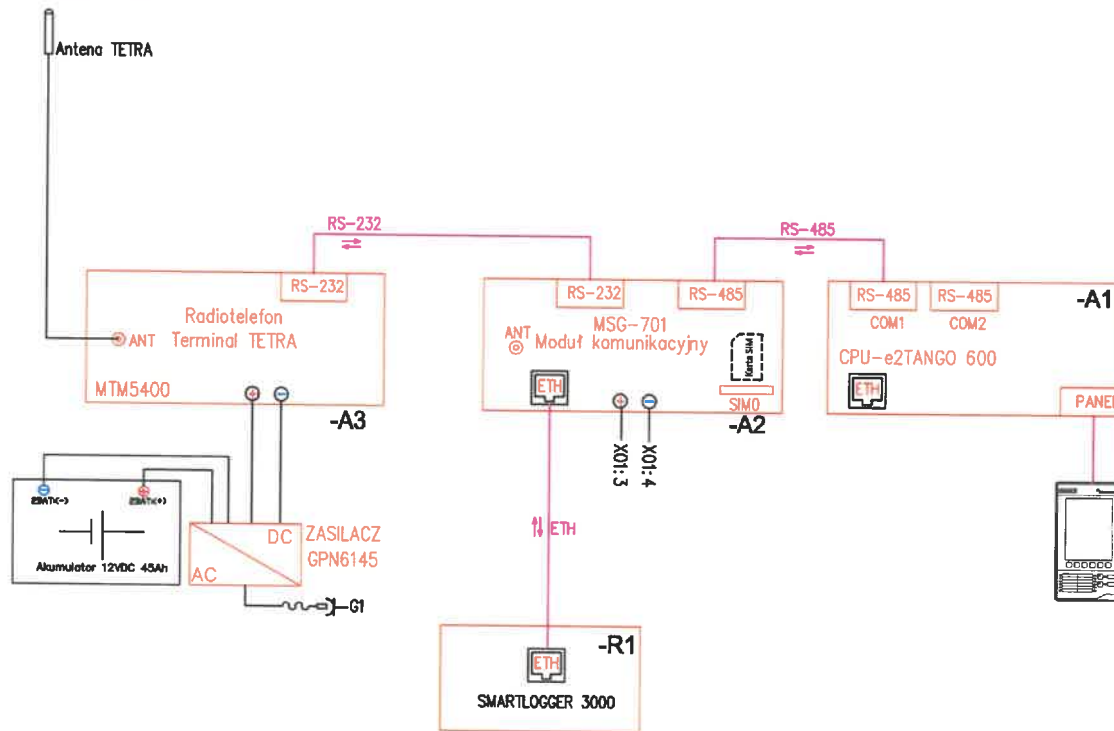 Antena TETRA
RS-232
RS-485
RS-232
Radiotelefon
ANT Terminal TETRA
MTM5400
-A3
RS-232
RS-485
MSG-701
ANT
Moduł komunikacyjny
Karta SIM
ETH
SIM0
-A2
X01:3
X01:4
RS-485
RS-485
-A1
COM1
COM2
CPU-e2TANGO 600
ETH
PANEL
ETH
Akumulator 12VDC 45Ah
DC
AC
ZASILACZ
GPN6145
G1
-R1
ETH
SMARTLOGGER 3000